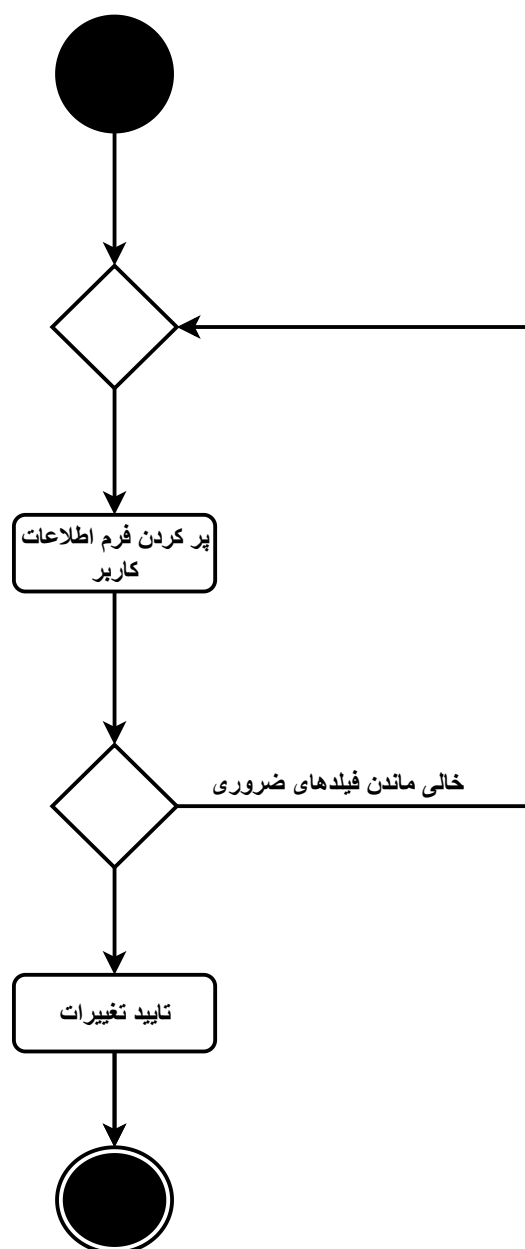 پر کردن فرم اطلاعات
کاربر
خالی ماندن فیلدهای ضروری
تایید تغییرات